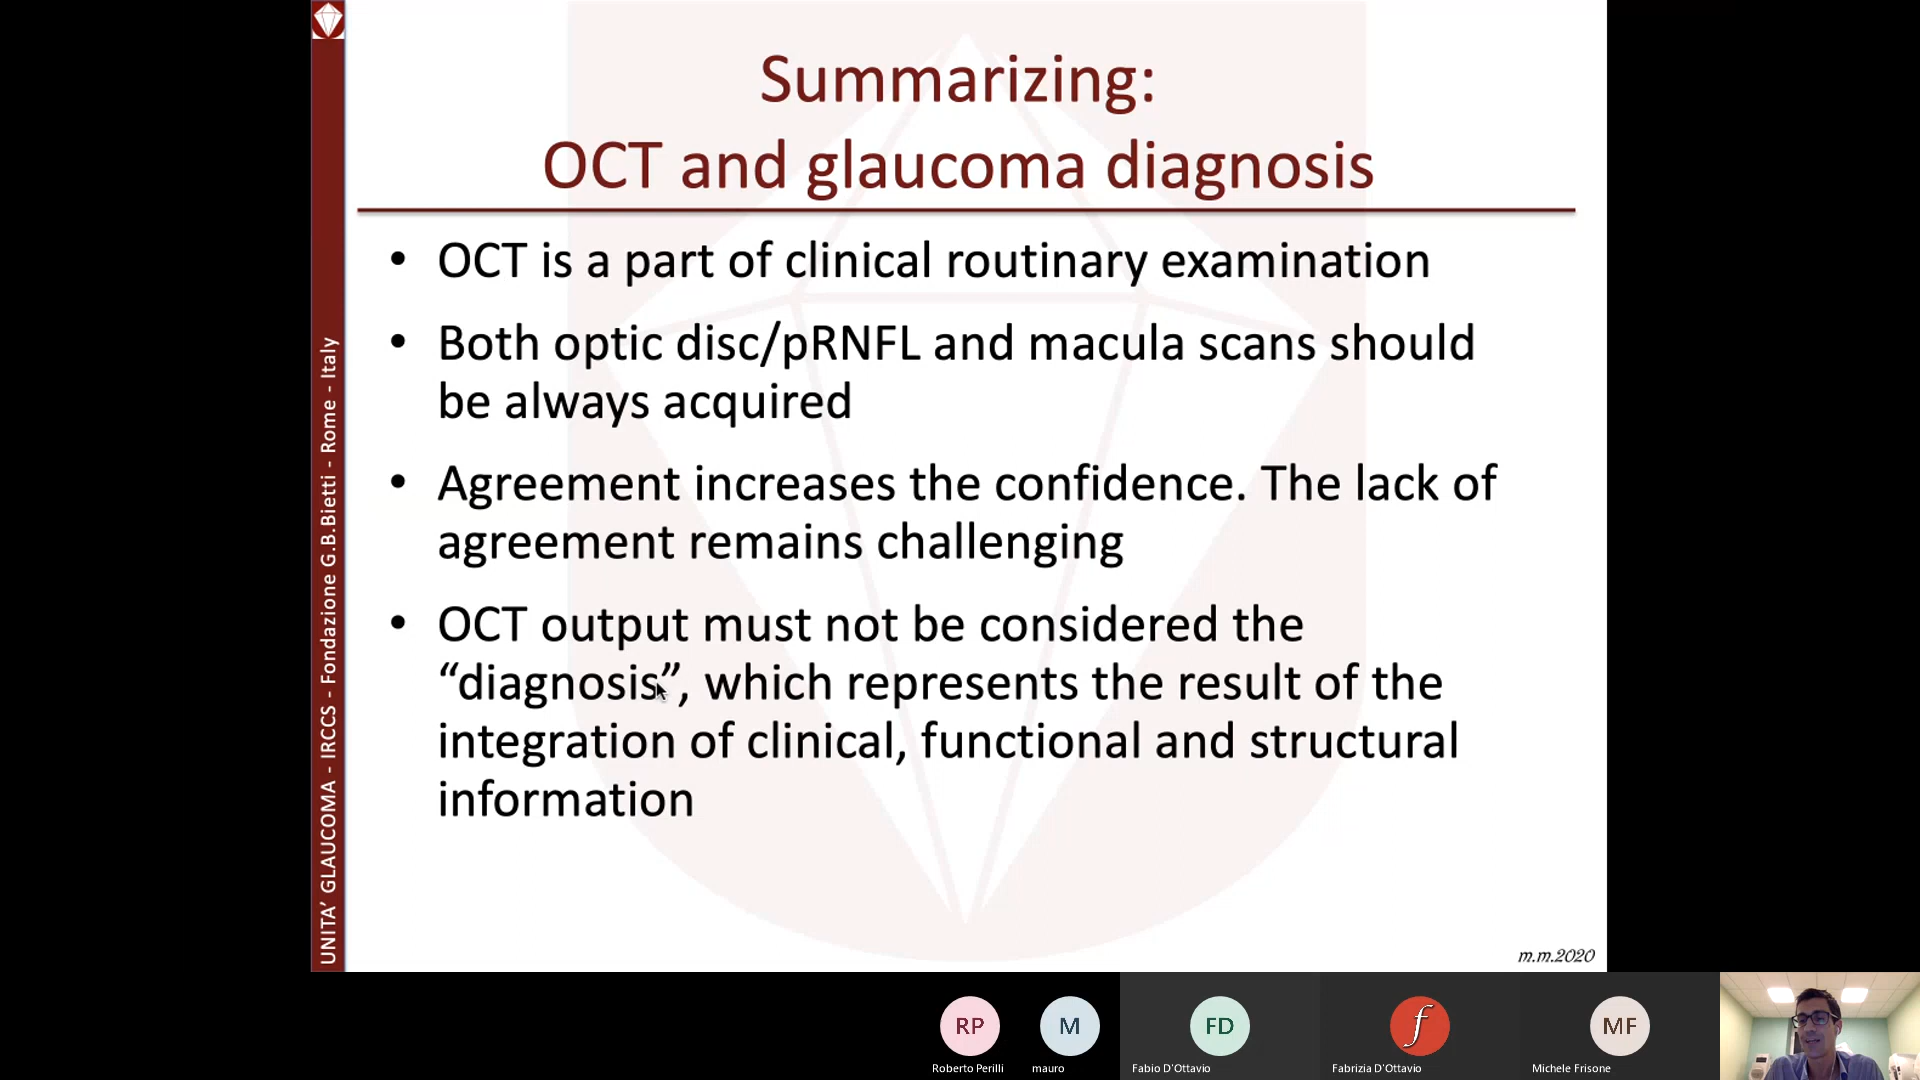 Summarizing:
OCT and glaucoma diagnosis
• OCT is a part of clinical routinary examination
• Both optic disc/pRNFL and macula scans should
be always acquired
• Agreement increases the confidence. The lack of
agreement remains challenging
• OCT output must not be considered the
“diagnosis”, which represents the result of the
integration of clinical, functional and structural
information
UNITA’ GLAUCOMA - IRCCS - Fondazione G.B.Bietti - Rome - Italy
m.m.2020
RP
M
FD
f
MF
Roberto Perilli
mauro
Fabio D'Ottavio
Fabrizia D'Ottavio
Michele Frisone